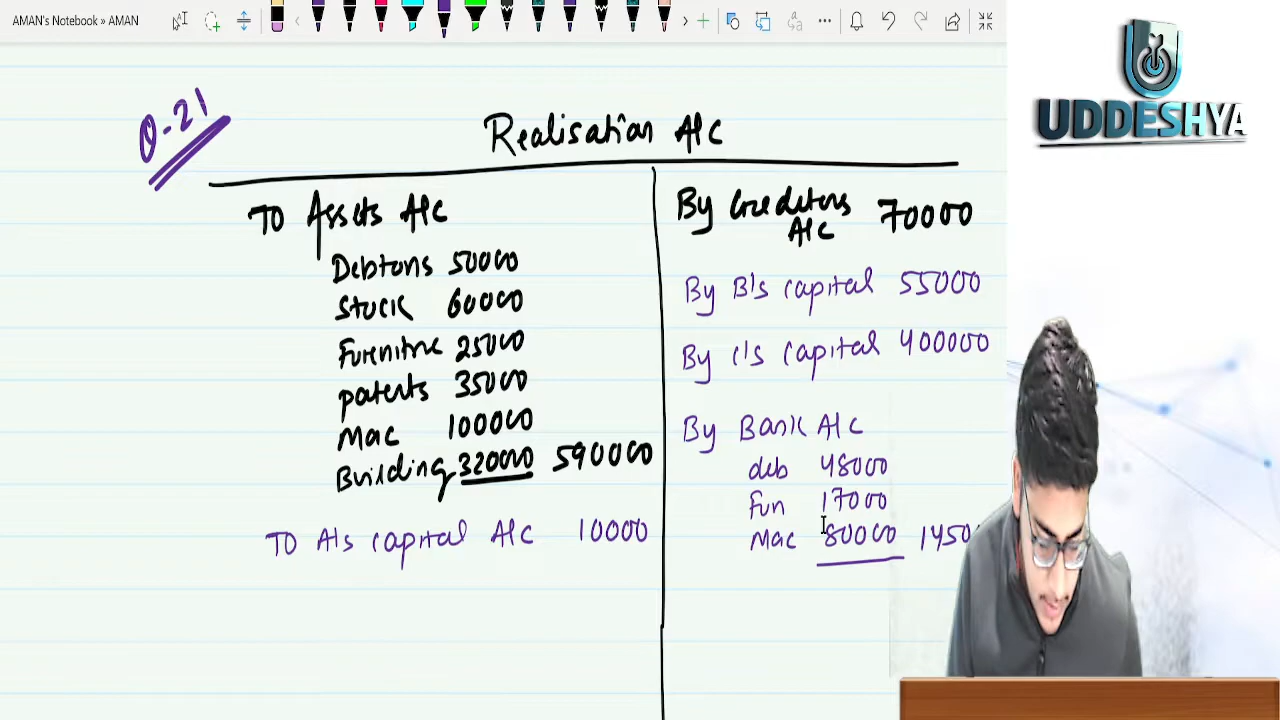 AMAN's Notebook » AMAN
UDDESHYA
Q-21
Realisation A/C
To Assets A/C
Debtors 50000
Stock 60000
Furniture 25000
patents 35000
Mac 100000
Building 320000 590000
To A's capital A/C 10000
By Creditors A/C 70000
By B's capital 55000
By C's capital 400000
By Bank A/C
deb 48000
Fun 17000
Mac 80000 14500